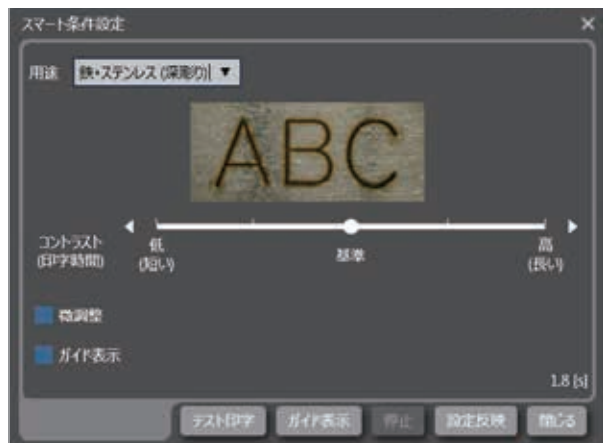 スマート条件設定 ×
用途 鉄・ステンレス (深彫り) ▼
ABC
コントラスト
(印字時間)
低
(短い)
基準
高
(長い)
微調整
ガイド表示
1.8 [s]
テスト印字 ガイド表示 停止 設定反映 閉じる